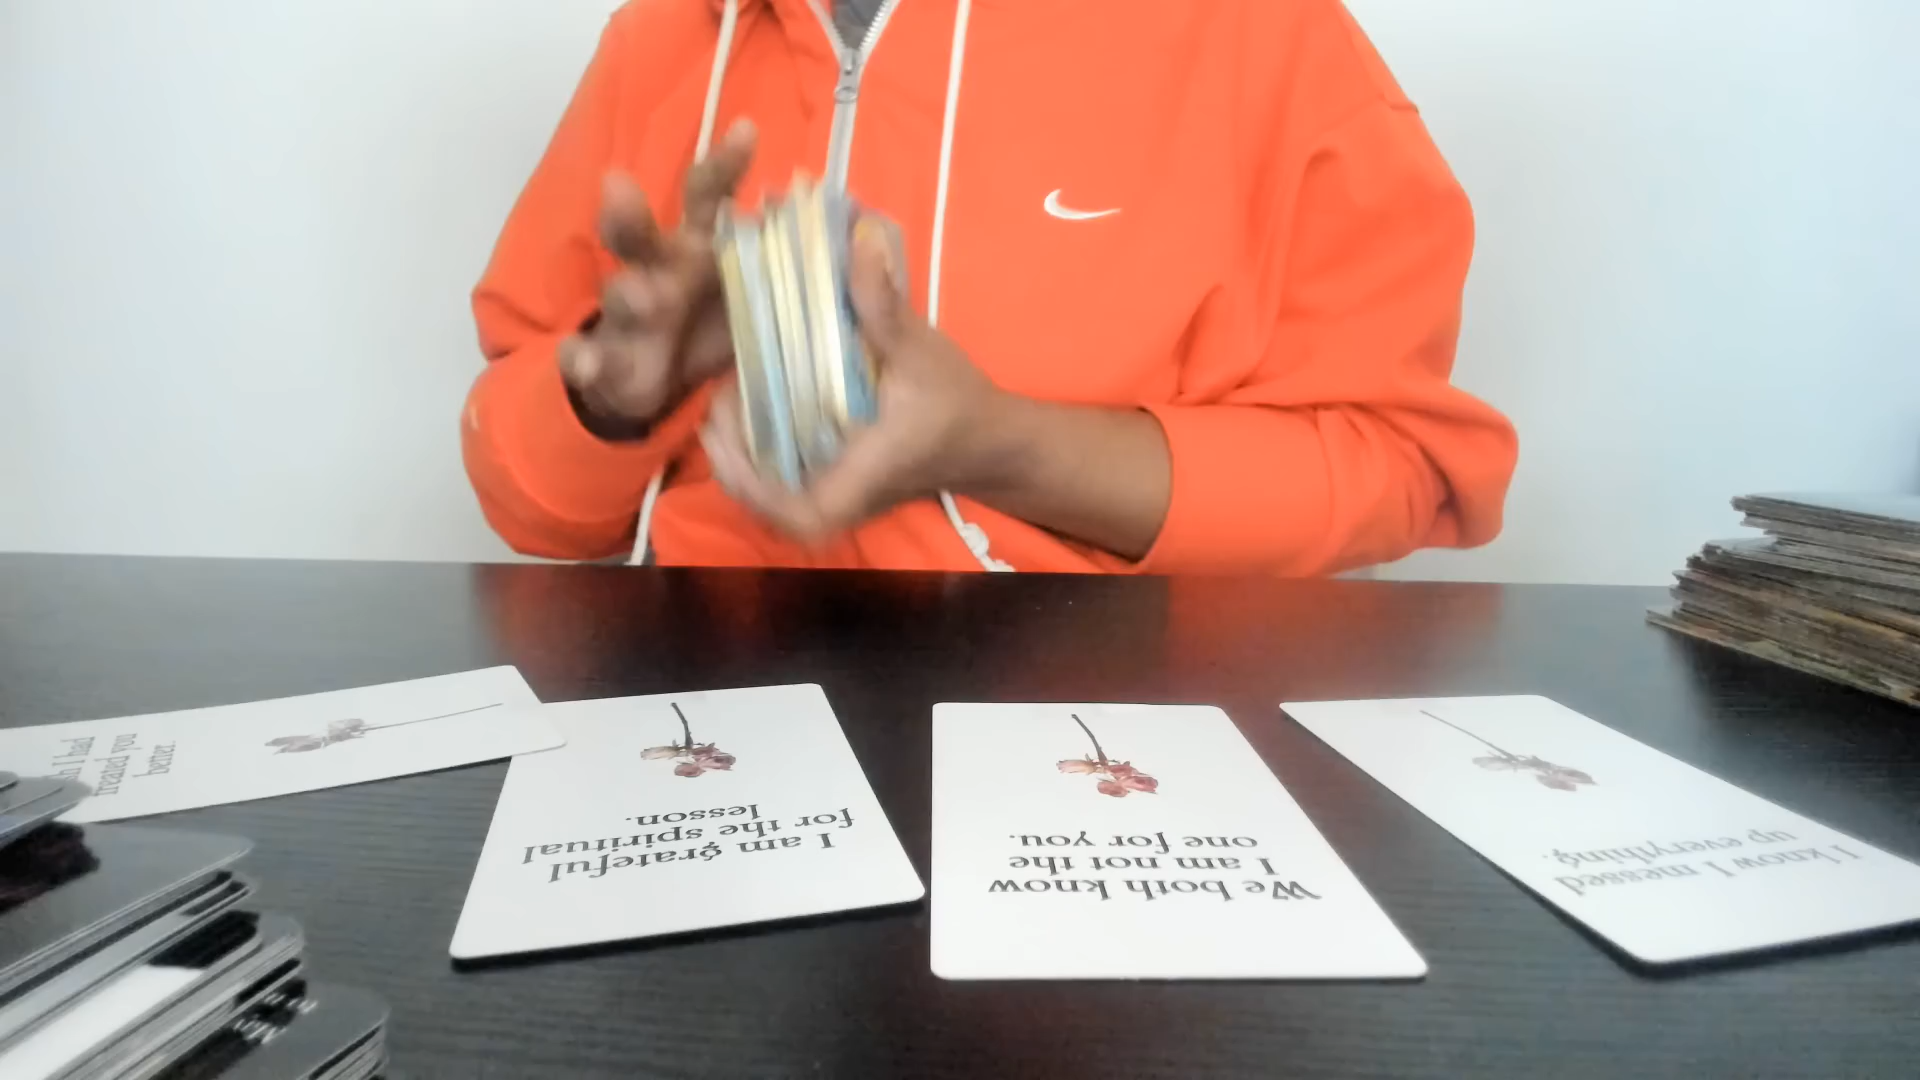 I had
treated you
better.
I am grateful
for the spiritual
lesson.
We both know
I am not the
one for you.
I know I messed
up everything.